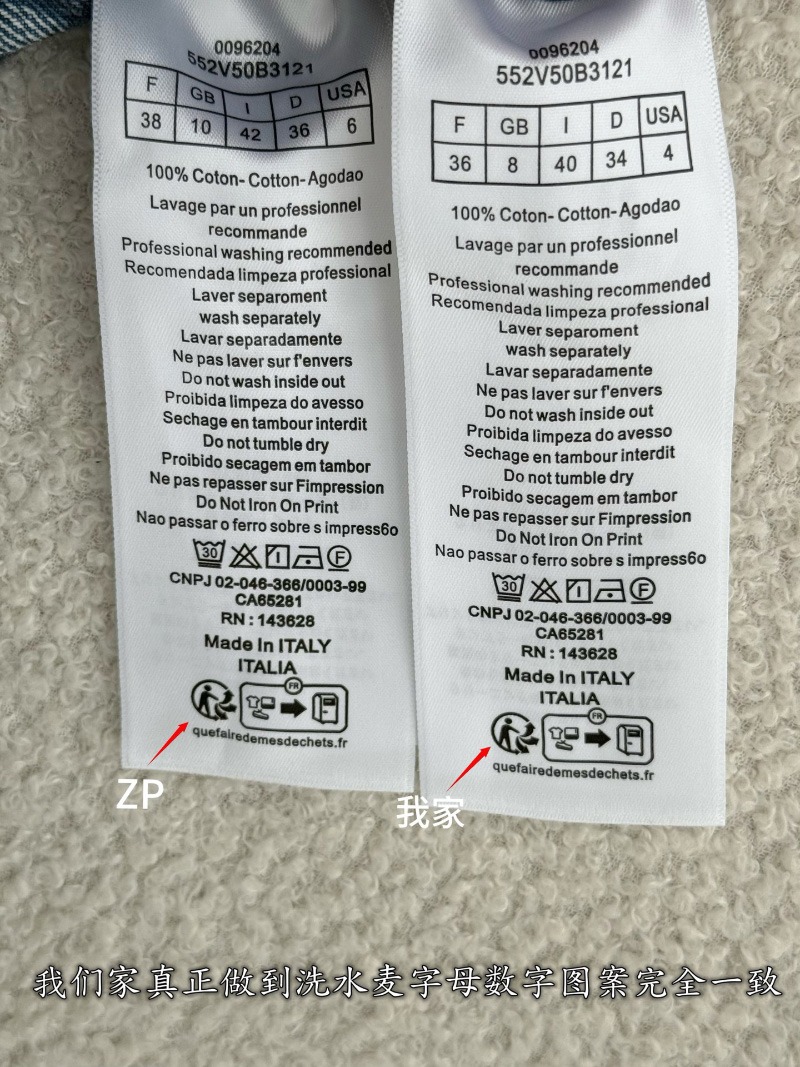 0096204
552V50B3121
F GB I D USA
38 10 42 36 6
100% Coton- Cotton- Agodao
Lavage par un professionnel
recommande
Professional washing recommended
Recomendada limpeza professional
Laver separoment
wash separately
Lavar separadamente
Ne pas laver sur f'envers
Do not wash inside out
Proibida limpeza do avesso
Sechage en tambour interdit
Do not tumble dry
Proibido secagem em tambor
Ne pas repasser sur Fimpression
Do Not Iron On Print
Nao passar o ferro sobre s impress6o
30 F
CNPJ 02-046-366/0003-99
CA65281
RN : 143628
Made In ITALY
ITALIA
FR
quefairedemesdechets.fr
ZP
0096204
552V50B3121
F GB I D USA
36 8 40 34 4
100% Coton- Cotton- Agodao
Lavage par un professionnel
recommande
Professional washing recommended
Recomendada limpeza professional
Laver separoment
wash separately
Lavar separadamente
Ne pas laver sur f'envers
Do not wash inside out
Proibida limpeza do avesso
Sechage en tambour interdit
Do not tumble dry
Proibido secagem em tambor
Ne pas repasser sur Fimpression
Do Not Iron On Print
Nao passar o ferro sobre s impress6o
30 F
CNPJ 02-046-366/0003-99
CA65281
RN : 143628
Made In ITALY
ITALIA
FR
quefairedemesdechets.fr
我家
我们家真正做到洗水麦字母数字图案完全一致